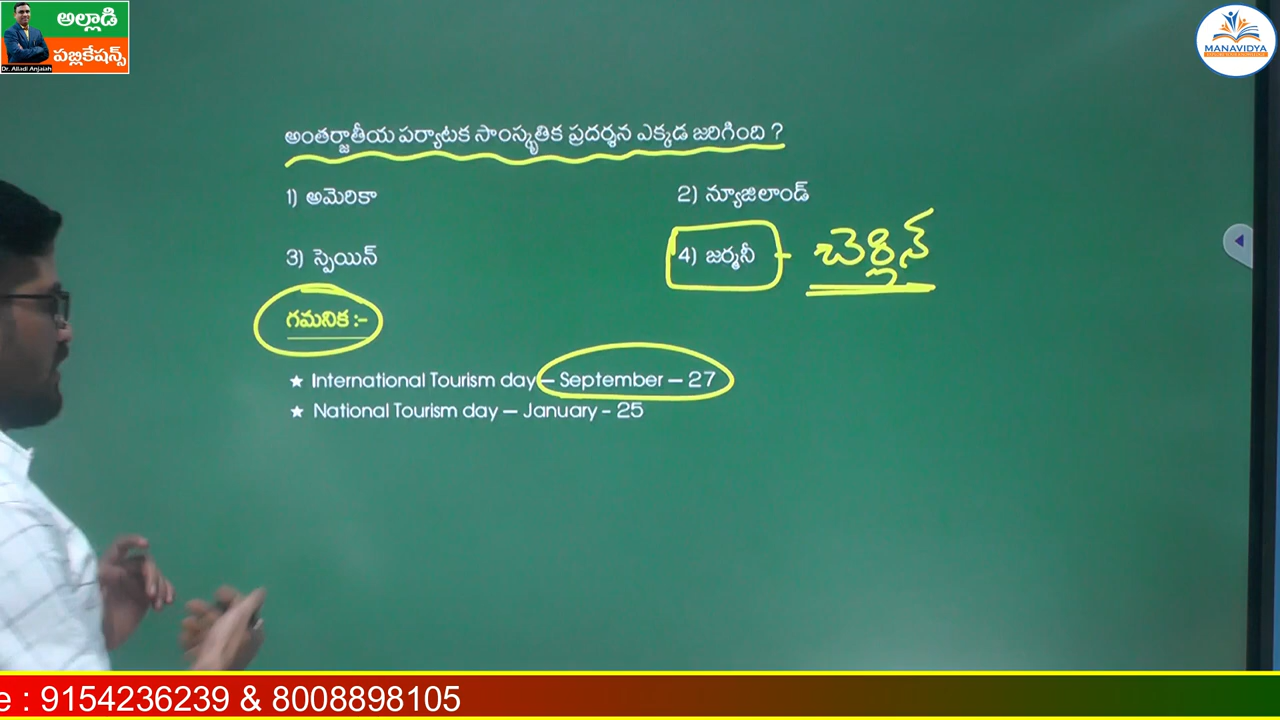 అల్లాడి
పబ్లికేషన్స్
Dr. Alladi Anjaiah
MANAVIDYA
అంతర్జాతీయ పర్యాటక సాంస్కృతిక ప్రదర్శన ఎక్కడ జరిగింది ?
1) అమెరికా
2) న్యూజిలాండ్
3) స్పెయిన్
4) జర్మనీ - బెర్లిన్
గమనిక :-
★ International Tourism day – September – 27
★ National Tourism day – January - 25
e : 9154236239 & 8008898105